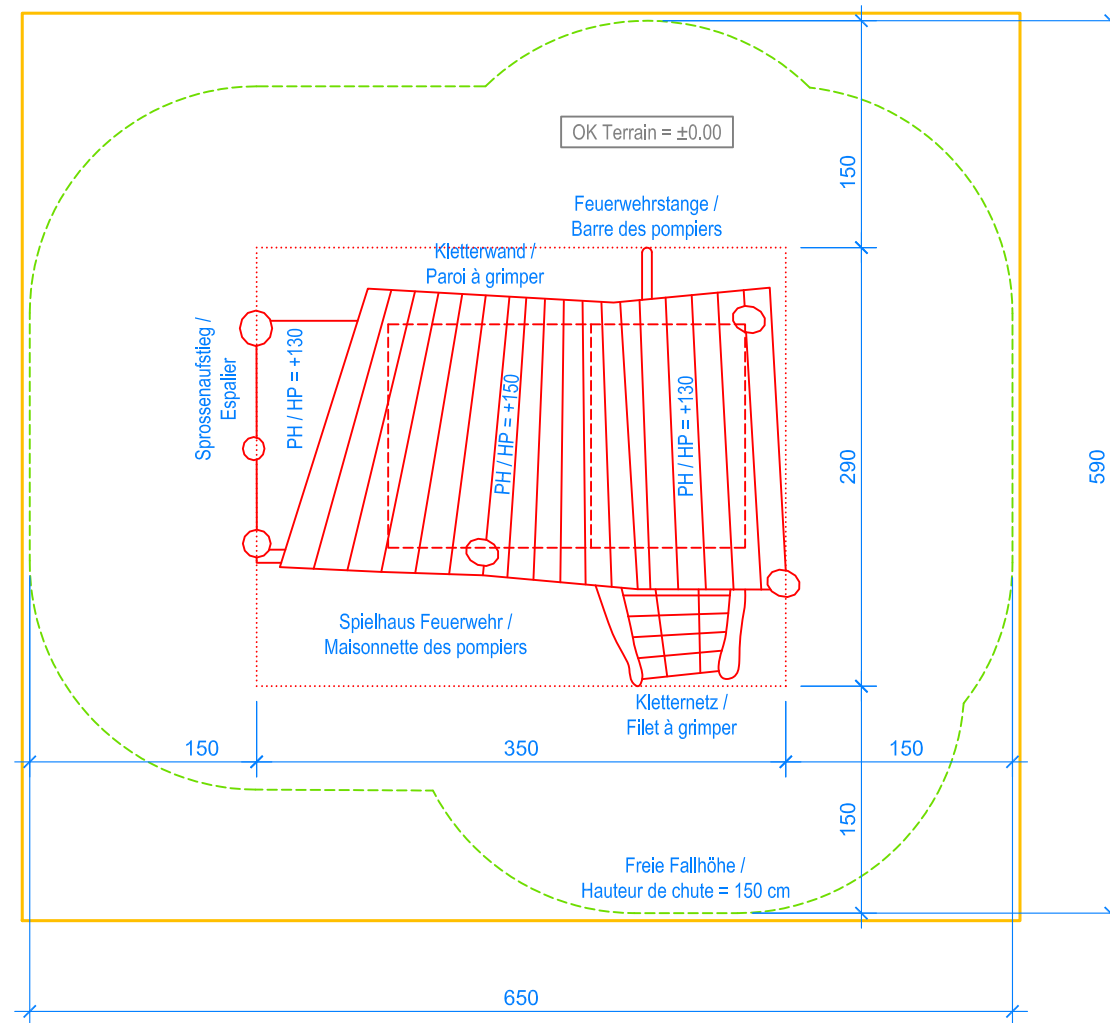 OK Terrain = ±0.00
150
Feuerwehrstange /
Barre des pompiers
Kletterwand /
Paroi à grimper
Sprossenaufstieg /
Espalier
PH / HP = +130
PH / HP = +150
PH / HP = +130
290
590
Spielhaus Feuerwehr /
Maisonnette des pompiers
Kletternetz /
Filet à grimper
150
350
150
150
Freie Fallhöhe /
Hauteur de chute = 150 cm
650